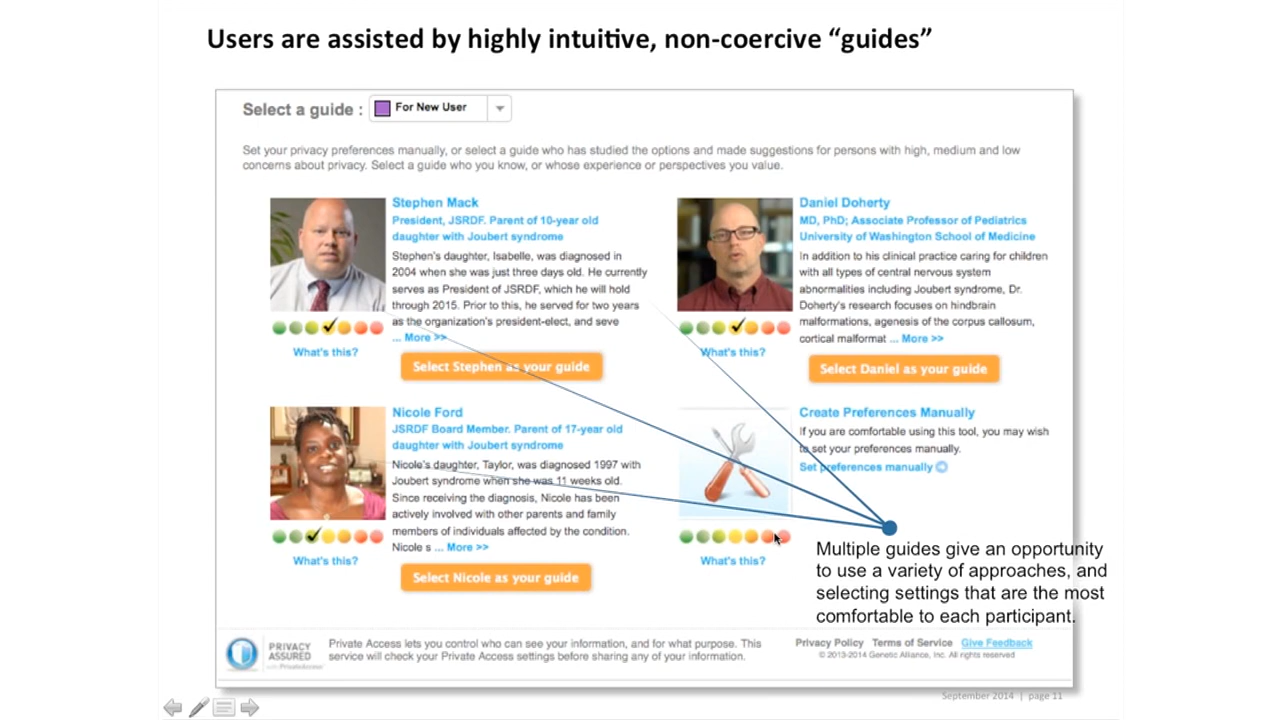 Users are assisted by highly intuitive, non-coercive “guides”
Select a guide :
For New User
Set your privacy preferences manually, or select a guide who has studied the options and made suggestions for persons with high, medium and low
concerns about privacy. Select a guide who you know, or whose experience or perspectives you value.
Stephen Mack
President, JSRDF. Parent of 10-year old
daughter with Joubert syndrome
Stephen's daughter, Isabelle, was diagnosed in
2004 when she was just three days old. He currently
serves as President of JSRDF, which he will hold
through 2015. Prior to this, he served for two years
as the organization's president-elect, and seve
... More >>
What's this?
Select Stephen as your guide
Daniel Doherty
MD, PhD; Associate Professor of Pediatrics
University of Washington School of Medicine
In addition to his clinical practice caring for children
with all types of central nervous system
abnormalities including Joubert syndrome, Dr.
Doherty's research focuses on hindbrain
malformations, agenesis of the corpus callosum,
cortical malformat ... More >>
What's this?
Select Daniel as your guide
Nicole Ford
JSRDF Board Member. Parent of 17-year old
daughter with Joubert syndrome
Nicole's daughter, Taylor, was diagnosed 1997 with
Joubert syndrome when she was 11 weeks old.
Since receiving the diagnosis, Nicole has been
actively involved with other parents and family
members of individuals affected by the condition.
Nicole s ... More >>
What's this?
Select Nicole as your guide
Create Preferences Manually
If you are comfortable using this tool, you may wish
to set your preferences manually.
Set preferences manually
What's this?
Multiple guides give an opportunity
to use a variety of approaches, and
selecting settings that are the most
comfortable to each participant.
PRIVACY
ASSURED
with PrivateAccess
Private Access lets you control who can see your information, and for what purpose. This
service will check your Private Access settings before sharing any of your information.
Privacy Policy Terms of Service Give Feedback
© 2013-2014 Genetic Alliance, Inc. All rights reserved
September 2014 | page 11